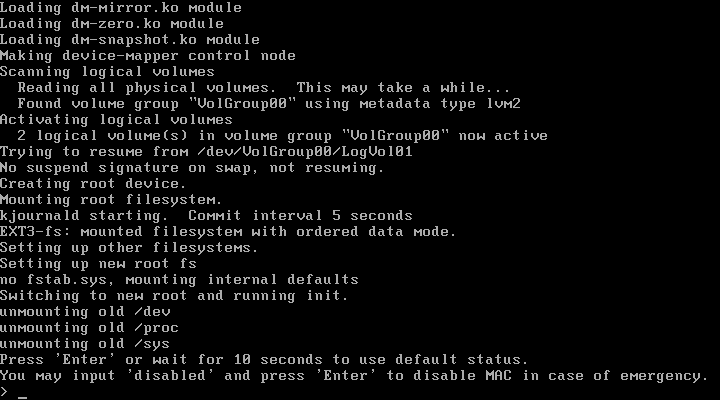 Loading dm-mirror.ko module
Loading dm-zero.ko module
Loading dm-snapshot.ko module
Making device-mapper control node
Scanning logical volumes
  Reading all physical volumes.  This may take a while...
  Found volume group "VolGroup00" using metadata type lvm2
Activating logical volumes
  2 logical volume(s) in volume group "VolGroup00" now active
Trying to resume from /dev/VolGroup00/LogVol01
No suspend signature on swap, not resuming.
Creating root device.
Mounting root filesystem.
kjournald starting.  Commit interval 5 seconds
EXT3-fs: mounted filesystem with ordered data mode.
Setting up other filesystems.
Setting up new root fs
no fstab.sys, mounting internal defaults
Switching to new root and running init.
unmounting old /dev
unmounting old /proc
unmounting old /sys
Press 'Enter' or wait for 10 seconds to use default status.
You may input 'disabled' and press 'Enter' to disable MAC in case of emergency.
> _